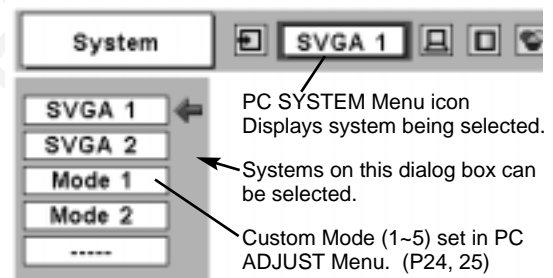 System
SVGA 1
PC SYSTEM Menu icon
Displays system being selected.
SVGA 1
SVGA 2
Mode 1
Mode 2
-----
Systems on this dialog box can
be selected.
Custom Mode (1~5) set in PC
ADJUST Menu. (P24, 25)